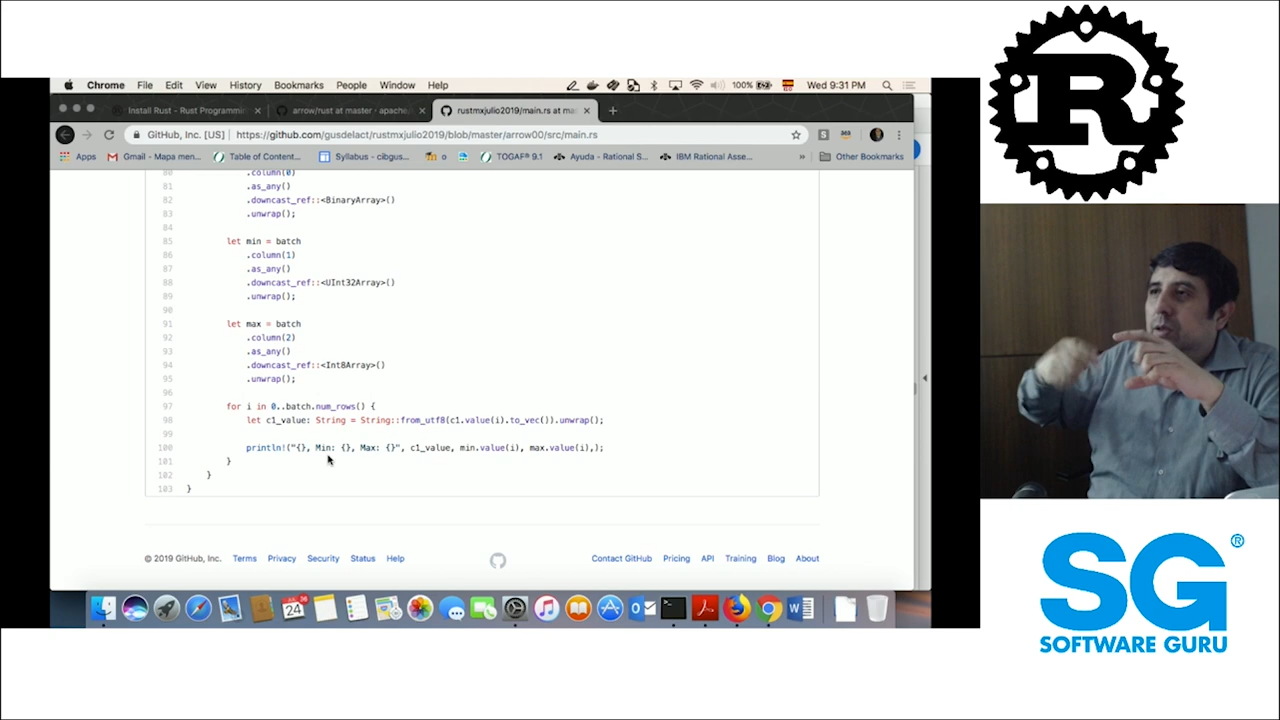 Chrome File Edit View History Bookmarks People Window Help 100% Wed 9:31 PM
Install Rust - Rust Programmi × arrow/rust at master · apache × rustmxjulio2019/main.rs at ma × +
GitHub, Inc. [US] | https://github.com/gusdelact/rustmxjulio2019/blob/master/arrow00/src/main.rs
Apps Gmail - Mapa men... Table of Content... Syllabus - cibgus... o TOGAF® 9.1 Ayuda - Rational S... IBM Rational Asse... » Other Bookmarks
80 .column(0)
81 .as_any()
82 .downcast_ref::<BinaryArray>()
83 .unwrap();
84
85 let min = batch
86 .column(1)
87 .as_any()
88 .downcast_ref::<UInt32Array>()
89 .unwrap();
90
91 let max = batch
92 .column(2)
93 .as_any()
94 .downcast_ref::<Int8Array>()
95 .unwrap();
96
97 for i in 0..batch.num_rows() {
98 let c1_value: String = String::from_utf8(c1.value(i).to_vec()).unwrap();
99
100 println!("{}, Min: {}, Max: {}", c1_value, min.value(i), max.value(i),);
101 }
102 }
103 }
© 2019 GitHub, Inc. Terms Privacy Security Status Help Contact GitHub Pricing API Training Blog About
24
R
SG®
SOFTWARE GURU